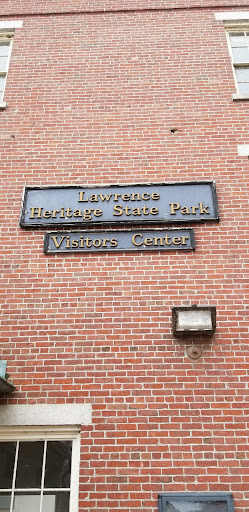 Lawrence
Heritage State Park
Visitors Center